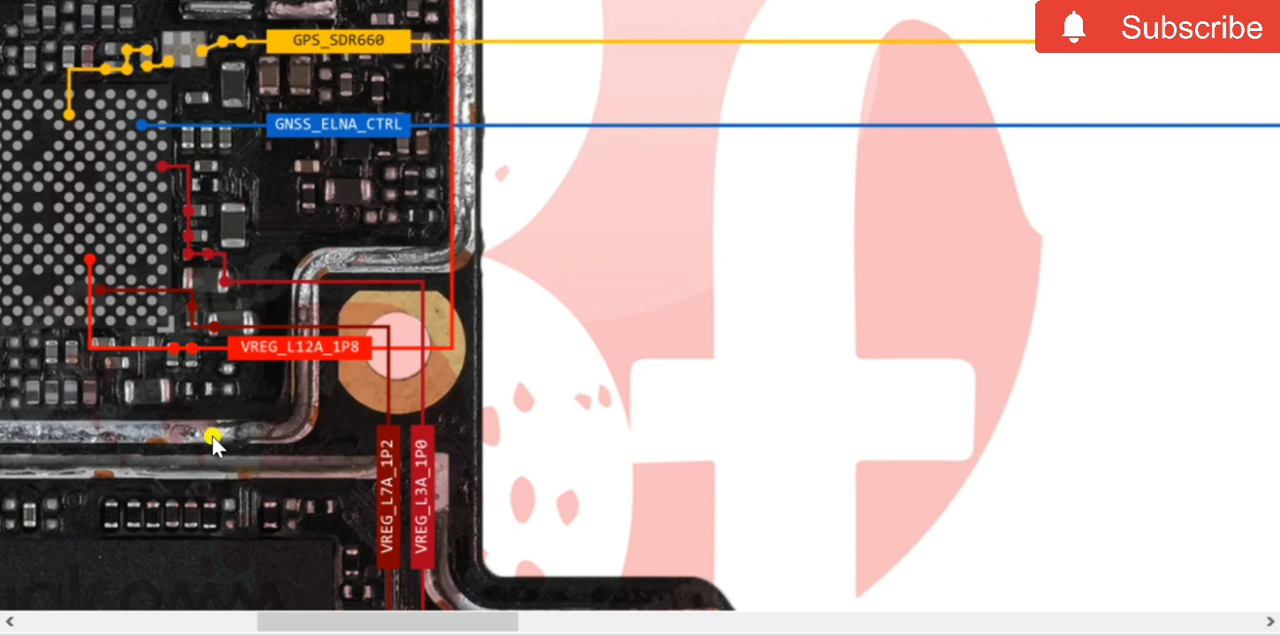 Subscribe
GPS_SDR660
GNSS_ELNA_CTRL
VREG_L12A_1P8
VREG_L7A_1P2
VREG_L3A_1P0